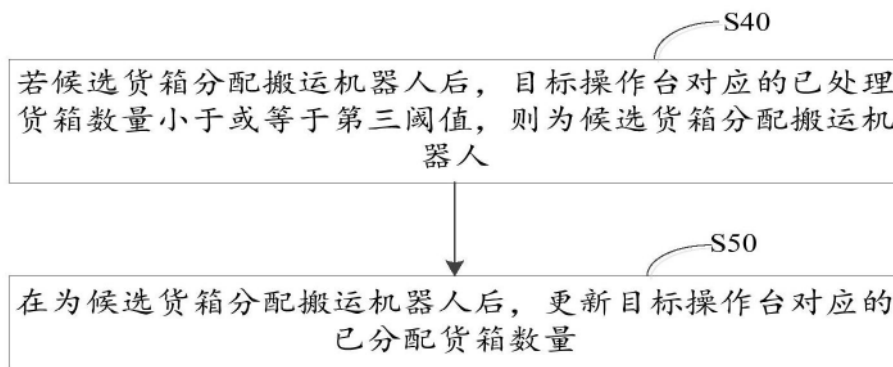 S40
若候选货箱分配搬运机器人后，目标操作台对应的已处理
货箱数量小于或等于第三阈值，则为候选货箱分配搬运机
器人
S50
在为候选货箱分配搬运机器人后，更新目标操作台对应的
已分配货箱数量